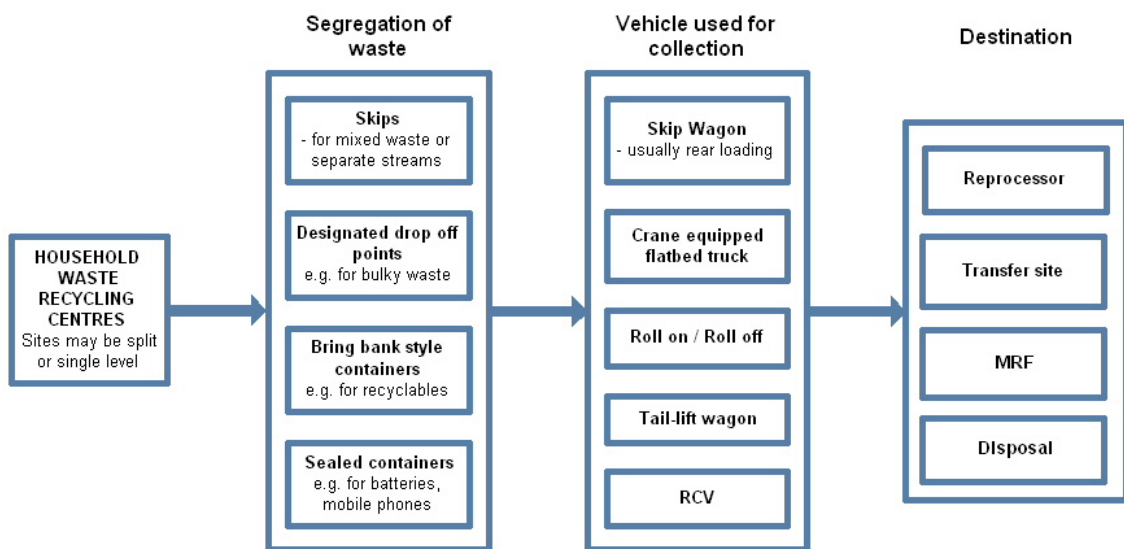 HOUSEHOLD
WASTE
RECYCLING
CENTRES
Sites may be split
or single level
Segregation of
waste
Skips
- for mixed waste or
separate streams
Designated drop off
points
e.g. for bulky waste
Bring bank style
containers
e.g. for recyclables
Sealed containers
e.g. for batteries,
mobile phones
Vehicle used for
collection
Skip Wagon
- usually rear loading
Crane equipped
flatbed truck
Roll on / Roll off
Tail-lift wagon
RCV
Destination
Reprocessor
Transfer site
MRF
DIsposal